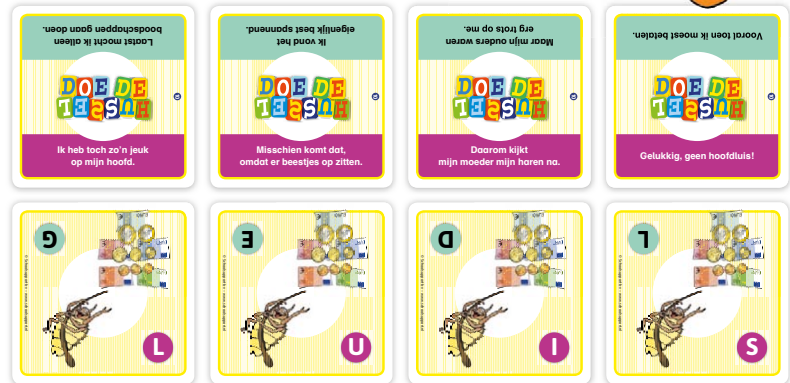 Laatst mocht ik alleen
boodschappen gaan doen.
DOE DE
HUSSEL
Ik heb toch zo'n jeuk
op mijn hoofd.
Ik vond het
eigenlijk best spannend.
DOE DE
HUSSEL
Misschien komt dat,
omdat er beestjes op zitten.
Maar mijn ouders waren
erg trots op me.
DOE DE
HUSSEL
Daarom kijkt
mijn moeder mijn haren na.
Vooral toen ik moest betalen.
DOE DE
HUSSEL
Gelukkig, geen hoofdluis!
G
L
E
U
D
I
L
S